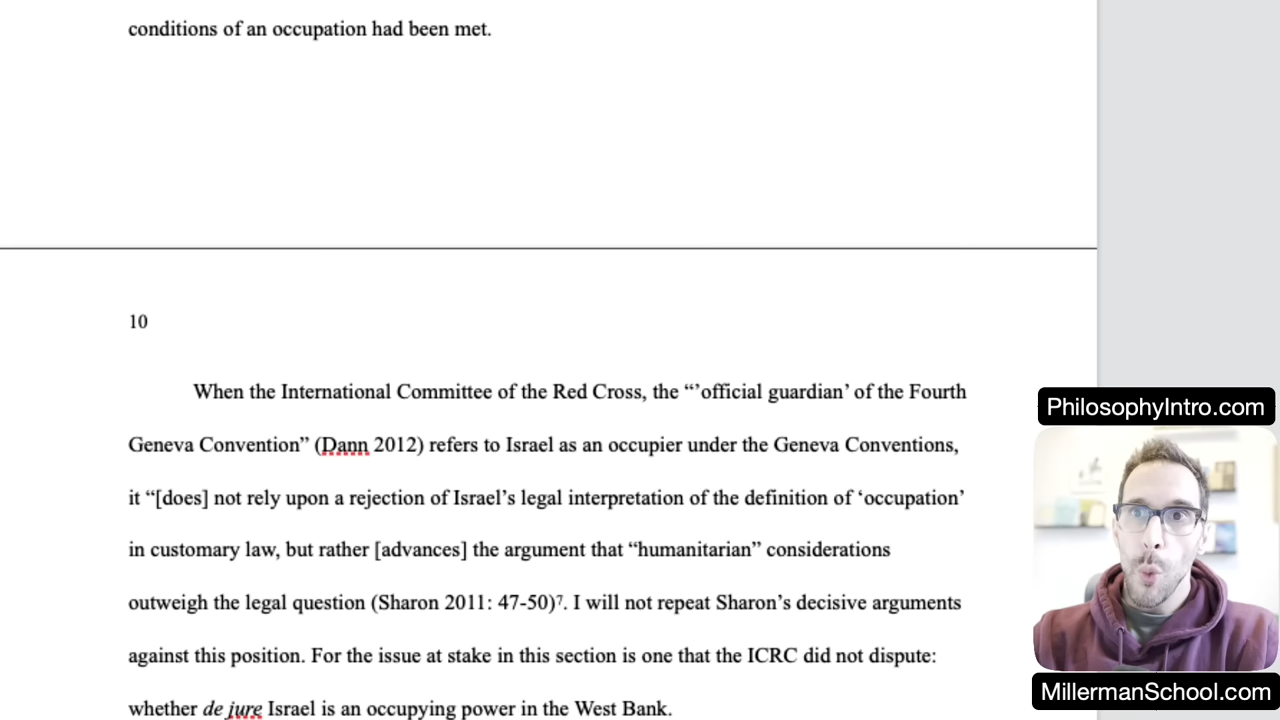 conditions of an occupation had been met.
10
When the International Committee of the Red Cross, the “’official guardian’ of the Fourth
Geneva Convention” (Dann 2012) refers to Israel as an occupier under the Geneva Conventions,
it “[does] not rely upon a rejection of Israel’s legal interpretation of the definition of ‘occupation’
in customary law, but rather [advances] the argument that “humanitarian” considerations
outweigh the legal question (Sharon 2011: 47-50)⁷. I will not repeat Sharon’s decisive arguments
against this position. For the issue at stake in this section is one that the ICRC did not dispute:
whether de jure Israel is an occupying power in the West Bank.
PhilosophyIntro.com
MillermanSchool.com